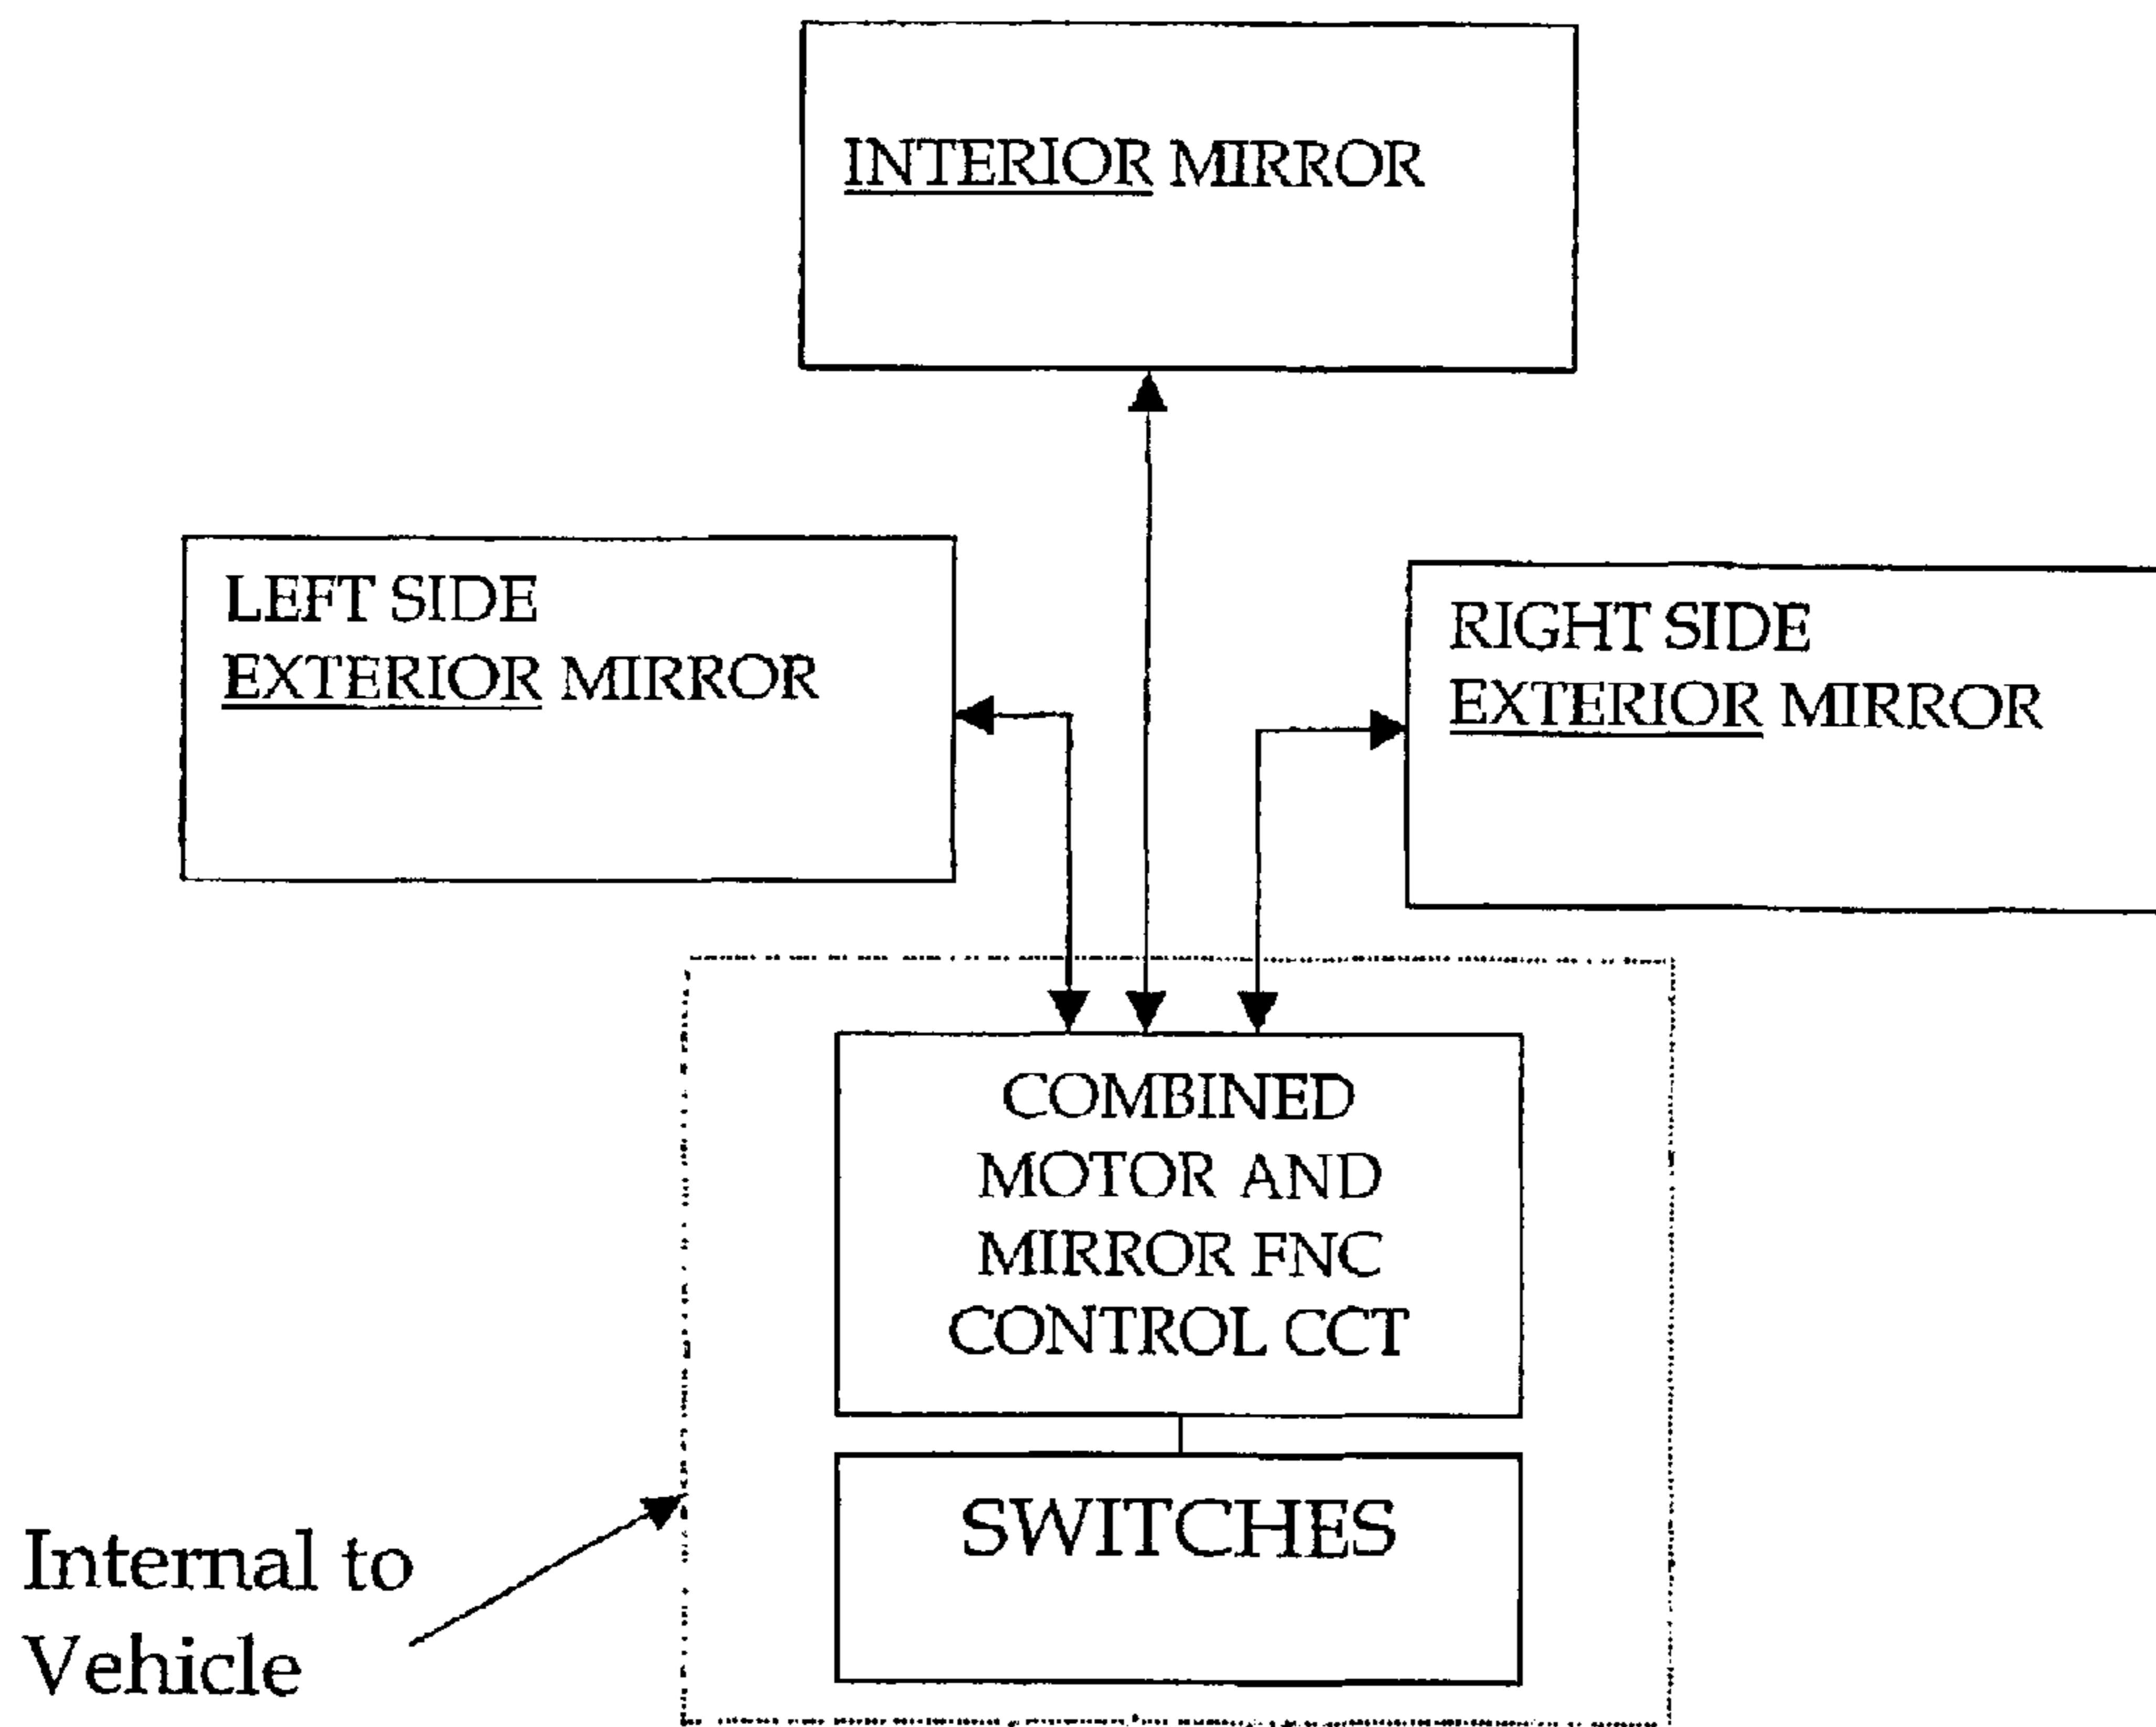 INTERIOR MIRROR
LEFT SIDE
EXTERIOR MIRROR
RIGHT SIDE
EXTERIOR MIRROR
COMBINED
MOTOR AND
MIRROR FNC
CONTROL CCT
SWITCHES
Internal to
Vehicle